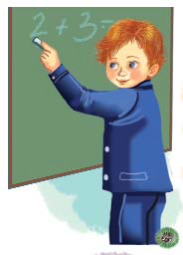 2 + 3 =